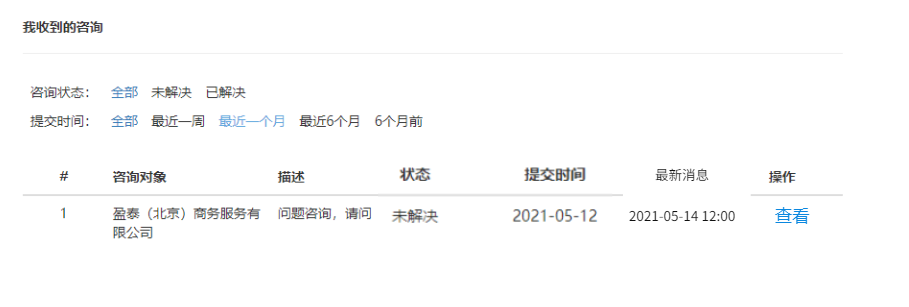 我收到的咨询
咨询状态： 全部 未解决 已解决
提交时间： 全部 最近一周 最近一个月 最近6个月 6个月前
# 咨询对象 描述 状态 提交时间 最新消息 操作
1 盈泰（北京）商务服务有 问题咨询，请问 未解决 2021-05-12 2021-05-14 12:00 查看
限公司